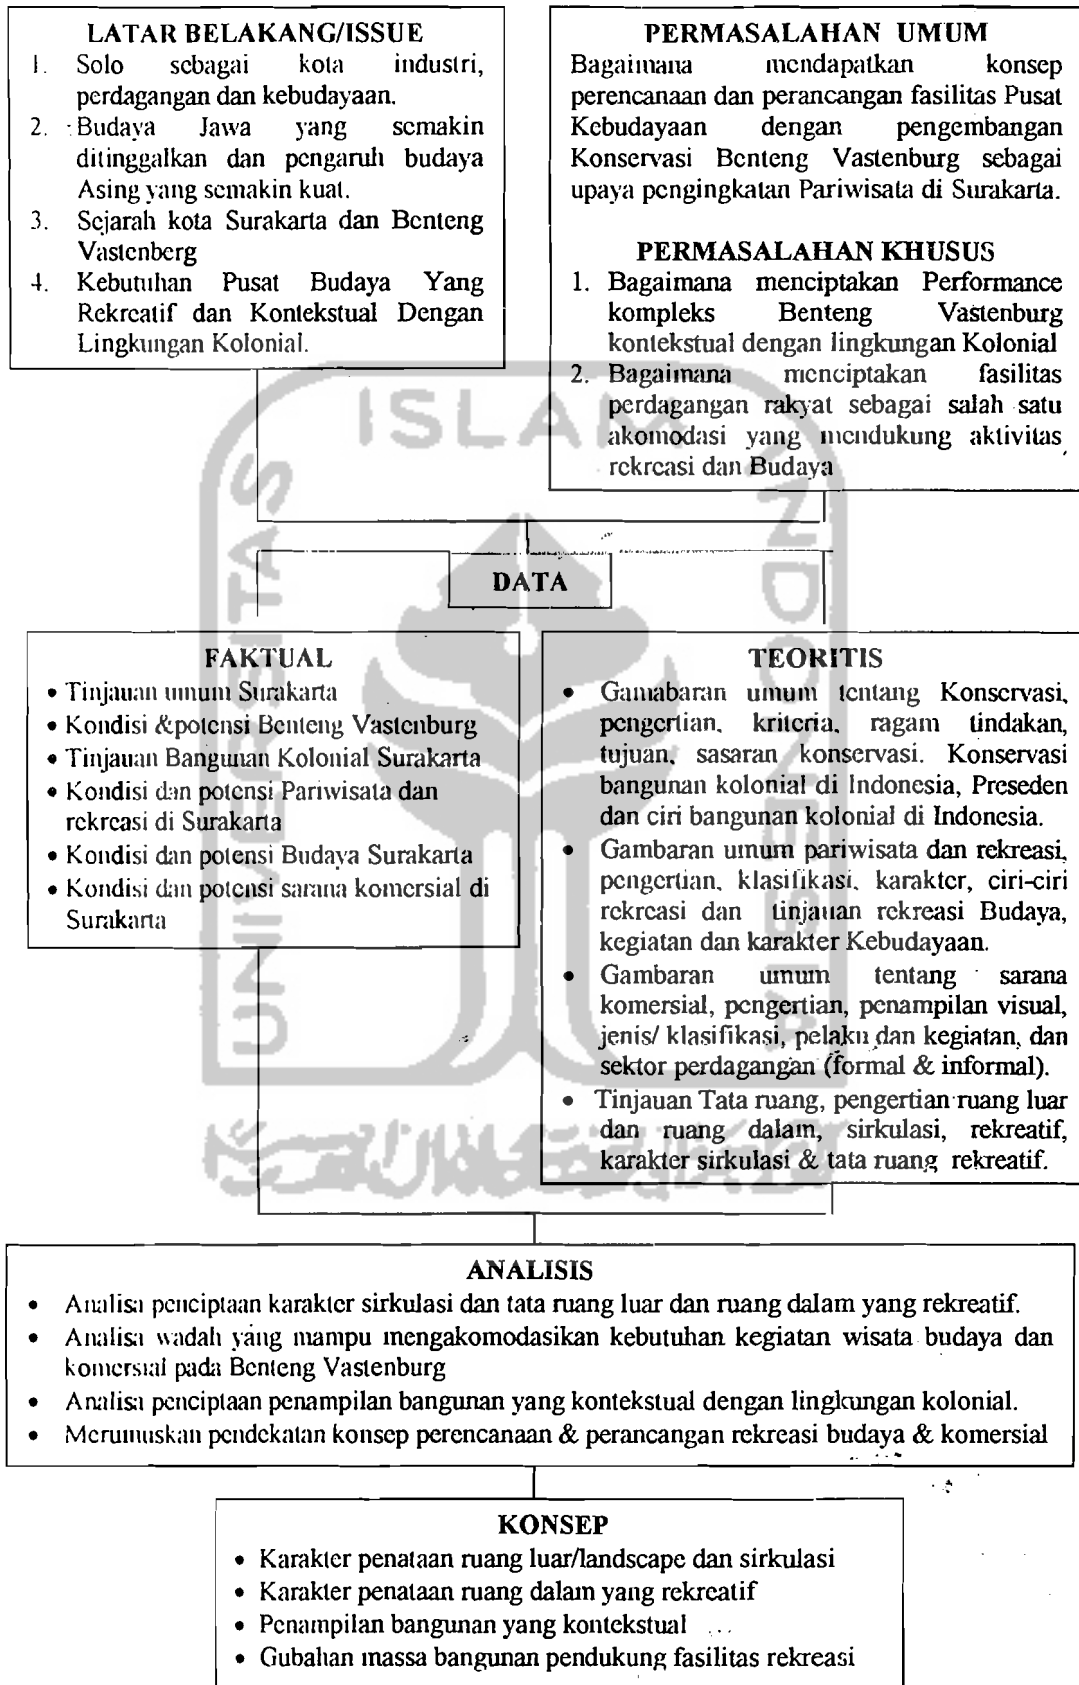 LATAR BELAKANG/ISSUE
1. Solo sebagai kota industri,
perdagangan dan kebudayaan.
2. Budaya Jawa yang semakin
ditinggalkan dan pengaruh budaya
Asing yang semakin kuat.
3. Sejarah kota Surakarta dan Benteng
Vastenberg
4. Kebutuhan Pusat Budaya Yang
Rekreatif dan Kontekstual Dengan
Lingkungan Kolonial.
PERMASALAHAN UMUM
Bagaimana mendapatkan konsep
perencanaan dan perancangan fasilitas Pusat
Kebudayaan dengan pengembangan
Konservasi Benteng Vastenburg sebagai
upaya pengingkatan Pariwisata di Surakarta.
PERMASALAHAN KHUSUS
1. Bagaimana menciptakan Performance
kompleks Benteng Vastenburg
kontekstual dengan lingkungan Kolonial
2. Bagaimana menciptakan fasilitas
perdagangan rakyat sebagai salah satu
akomodasi yang mendukung aktivitas
rekreasi dan Budaya
DATA
FAKTUAL
• Tinjauan umum Surakarta
• Kondisi &potensi Benteng Vastenburg
• Tinjauan Bangunan Kolonial Surakarta
• Kondisi dan potensi Pariwisata dan
rekreasi di Surakarta
• Kondisi dan potensi Budaya Surakarta
• Kondisi dan potensi sarana komersial di
Surakarta
TEORITIS
• Gamabaran umum tentang Konservasi,
pengertian, kriteria, ragam tindakan,
tujuan, sasaran konservasi. Konservasi
bangunan kolonial di Indonesia, Preseden
dan ciri bangunan kolonial di Indonesia.
• Gambaran umum pariwisata dan rekreasi,
pengertian, klasifikasi, karakter, ciri-ciri
rekreasi dan tinjauan rekreasi Budaya,
kegiatan dan karakter Kebudayaan.
• Gambaran umum tentang sarana
komersial, pengertian, penampilan visual,
jenis/ klasifikasi, pelaku dan kegiatan, dan
sektor perdagangan (formal & informal).
• Tinjauan Tata ruang, pengertian ruang luar
dan ruang dalam, sirkulasi, rekreatif,
karakter sirkulasi & tata ruang rekreatif.
ANALISIS
• Analisa penciptaan karakter sirkulasi dan tata ruang luar dan ruang dalam yang rekreatif.
• Analisa wadah yang mampu mengakomodasikan kebutuhan kegiatan wisata budaya dan
komersial pada Benteng Vastenburg
• Analisa penciptaan penampilan bangunan yang kontekstual dengan lingkungan kolonial.
• Merumuskan pendekatan konsep perencanaan & perancangan rekreasi budaya & komersial
KONSEP
• Karakter penataan ruang luar/landscape dan sirkulasi
• Karakter penataan ruang dalam yang rekreatif
• Penampilan bangunan yang kontekstual
• Gubahan massa bangunan pendukung fasilitas rekreasi
UNIVERSITAS
ISLAM
INDONESIA